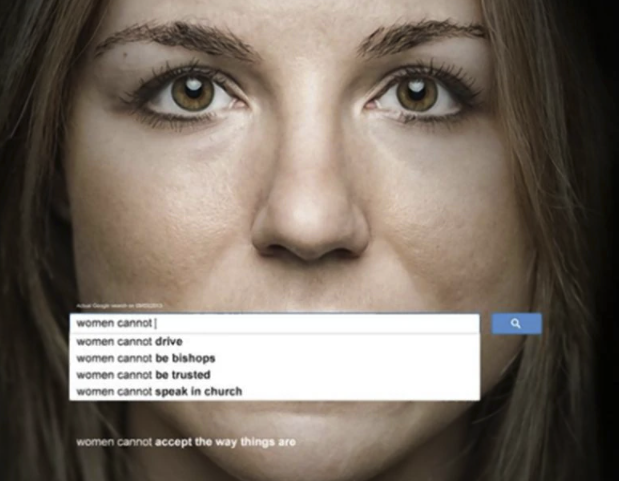 women cannot
women cannot drive
women cannot be bishops
women cannot be trusted
women cannot speak in church
women cannot accept the way things are